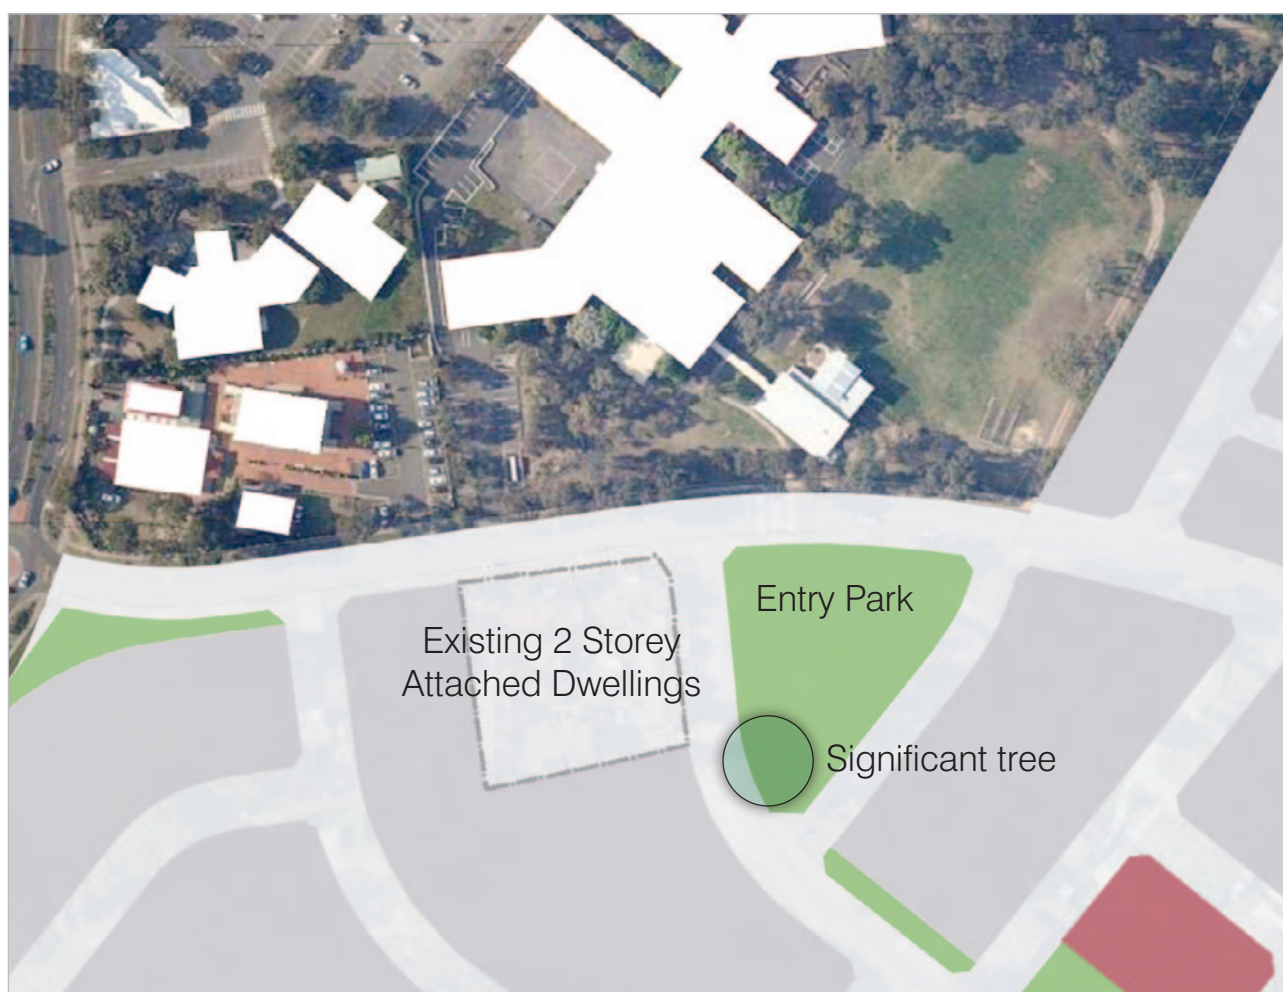 Entry Park
Existing 2 Storey
Attached Dwellings
Significant tree